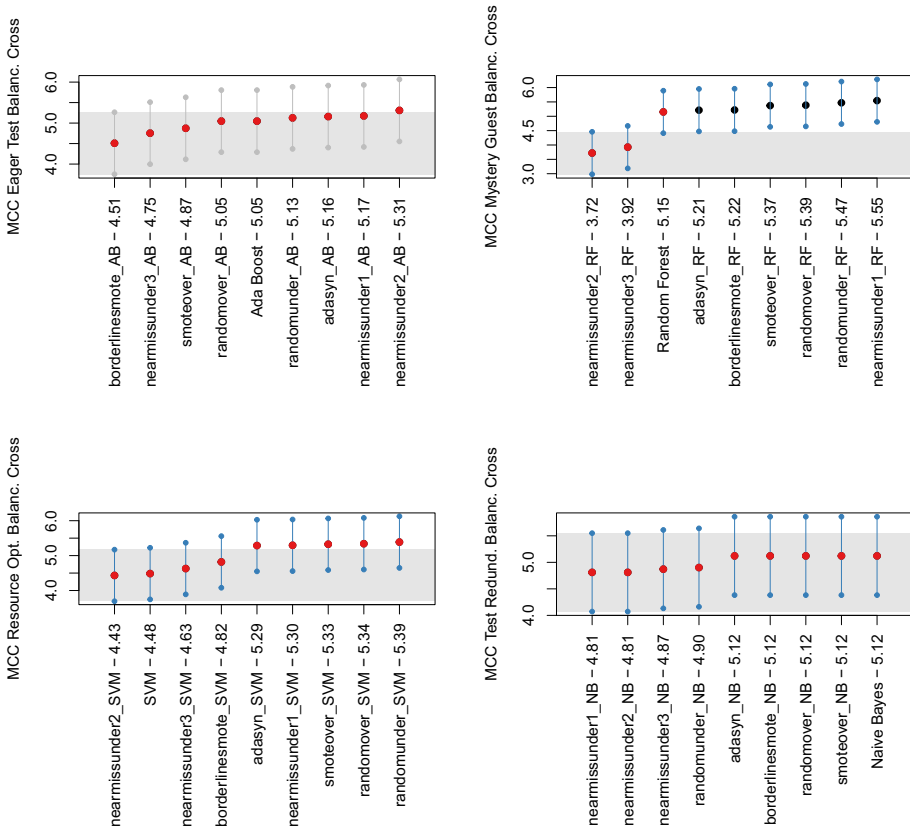 MCC Eager Test Balanc. Cross
4.0
5.0
6.0
borderlinesmote_AB − 4.51
nearmissunder3_AB − 4.75
smoteover_AB − 4.87
randomover_AB − 5.05
Ada Boost − 5.05
randomunder_AB − 5.13
adasyn_AB − 5.16
nearmissunder1_AB − 5.17
nearmissunder2_AB − 5.31
MCC Mystery Guest Balanc. Cross
3.0
4.5
6.0
nearmissunder2_RF − 3.72
nearmissunder3_RF − 3.92
Random Forest − 5.15
adasyn_RF − 5.21
borderlinesmote_RF − 5.22
smoteover_RF − 5.37
randomover_RF − 5.39
randomunder_RF − 5.47
nearmissunder1_RF − 5.55
MCC Resource Opt. Balanc. Cross
4.0
5.0
6.0
nearmissunder2_SVM − 4.43
SVM − 4.48
nearmissunder3_SVM − 4.63
borderlinesmote_SVM − 4.82
adasyn_SVM − 5.29
nearmissunder1_SVM − 5.30
smoteover_SVM − 5.33
randomover_SVM − 5.34
randomunder_SVM − 5.39
MCC Test Redund. Balanc. Cross
4.0
5.0
nearmissunder1_NB − 4.81
nearmissunder2_NB − 4.81
nearmissunder3_NB − 4.87
randomunder_NB − 4.90
adasyn_NB − 5.12
borderlinesmote_NB − 5.12
randomover_NB − 5.12
smoteover_NB − 5.12
Naive Bayes − 5.12